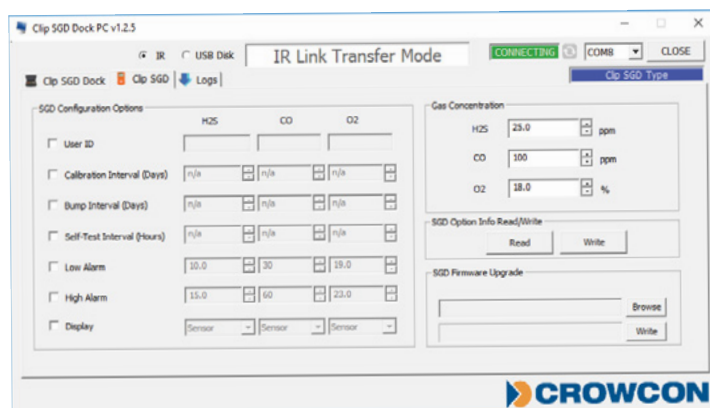 Clip SGD Dock PC v1.2.5
IR USB Disk IR Link Transfer Mode CONNECTING COM8 CLOSE
Clip SGD Dock Clip SGD Logs Clip SGD Type
SGD Configuration Options
H2S CO O2
User ID
Calibration Interval (Days) n/a n/a n/a
Bump Interval (Days) n/a n/a n/a
Self-Test Interval (Hours) n/a n/a n/a
Low Alarm 10.0 30 19.0
High Alarm 15.0 60 23.0
Display Sensor Sensor Sensor
Gas Concentration
H2S 25.0 ppm
CO 100 ppm
O2 18.0 %
SGD Option Info Read/Write
Read Write
SGD Firmware Upgrade
Browse
Write
CROWCON